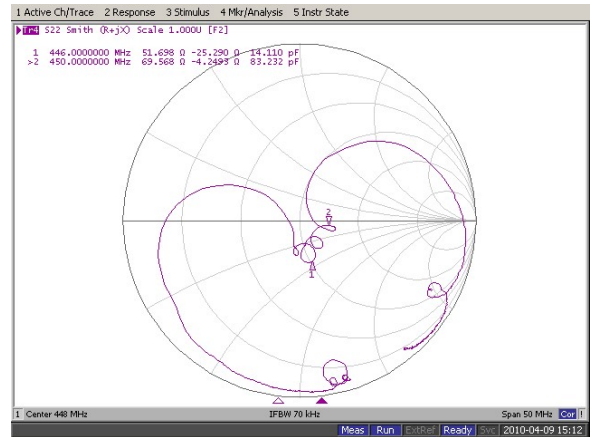 1 Active Ch/Trace 2 Response 3 Stimulus 4 Mkr/Analysis 5 Instr State
Tr4 S22 Smith (R+jX) Scale 1.000U [F2]
1 446.0000000 MHz 51.698 Ω -25.290 Ω 14.110 pF
>2 450.0000000 MHz 69.568 Ω -4.2493 Ω 83.232 pF
2
1
1 Center 448 MHz IFBW 70 kHz Span 50 MHz Cor !
Meas Run ExtRef Ready Svc 2010-04-09 15:12